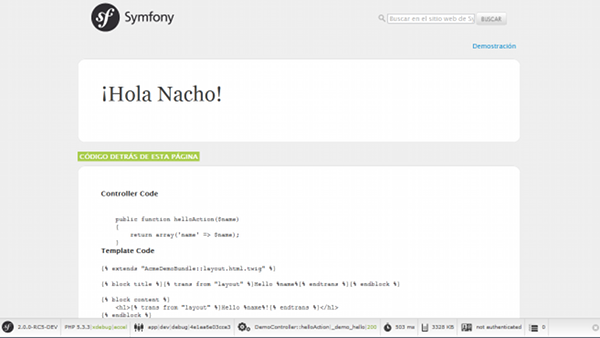 Symfony
Buscar en el sitio web de S
BUSCAR
Demostración
¡Hola Nacho!
CÓDIGO DETRÁS DE ESTA PÁGINA
Controller Code
public function helloAction($name)
{
return array('name' => $name);
}
Template Code
{% extends "AcmeDemoBundle::layout.html.twig" %}
{% block title %}{% trans from "layout" %}Hello %name%{% endtrans %}{% endblock %}
{% block content %}
<h1>{% trans from "layout" %}Hello %name%!{% endtrans %}</h1>
{% endblock %}
2.0.0-RC5-DEV PHP 5.3.3|xdebug|accel app|dev|debug|4e1ae6a03cce3 DemoController::helloAction|_demo_hello|200 503 ms 3328 KB not authenticated 0